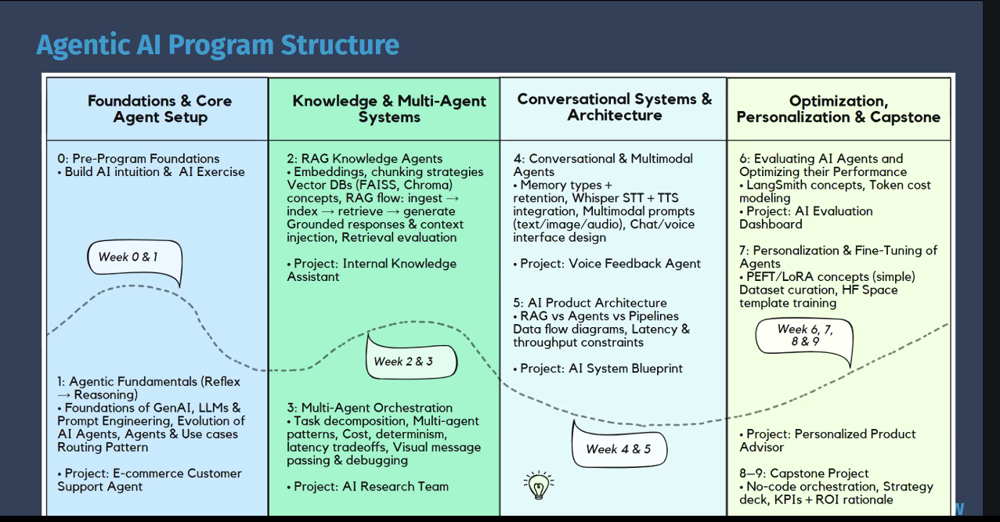 Agentic AI Program Structure
Foundations & Core
Agent Setup
0: Pre-Program Foundations
• Build AI intuition & AI Exercise
Week 0 & 1
1: Agentic Fundamentals (Reflex
→ Reasoning)
• Foundations of GenAI, LLMs &
Prompt Engineering, Evolution of
AI Agents, Agents & Use cases
Routing Pattern
• Project: E-commerce Customer
Support Agent
Knowledge & Multi-Agent
Systems
2: RAG Knowledge Agents
• Embeddings, chunking strategies
Vector DBs (FAISS, Chroma)
concepts, RAG flow: ingest →
index → retrieve → generate
Grounded responses & context
injection, Retrieval evaluation
• Project: Internal Knowledge
Assistant
Week 2 & 3
3: Multi-Agent Orchestration
• Task decomposition, Multi-agent
patterns, Cost, determinism,
latency tradeoffs, Visual message
passing & debugging
• Project: AI Research Team
Conversational Systems &
Architecture
4: Conversational & Multimodal
Agents
• Memory types +
retention, Whisper STT + TTS
integration, Multimodal prompts
(text/image/audio), Chat/voice
interface design
• Project: Voice Feedback Agent
5: AI Product Architecture
• RAG vs Agents vs Pipelines
Data flow diagrams, Latency &
throughput constraints
• Project: AI System Blueprint
Week 4 & 5
Optimization,
Personalization & Capstone
6: Evaluating AI Agents and
Optimizing their Performance
• LangSmith concepts, Token cost
modeling
• Project: AI Evaluation
Dashboard
7: Personalization & Fine-Tuning of
Agents
• PEFT/LoRA concepts (simple)
Dataset curation, HF Space
template training
Week 6, 7,
8 & 9
• Project: Personalized Product
Advisor
8–9: Capstone Project
• No-code orchestration, Strategy
deck, KPIs + ROI rationale